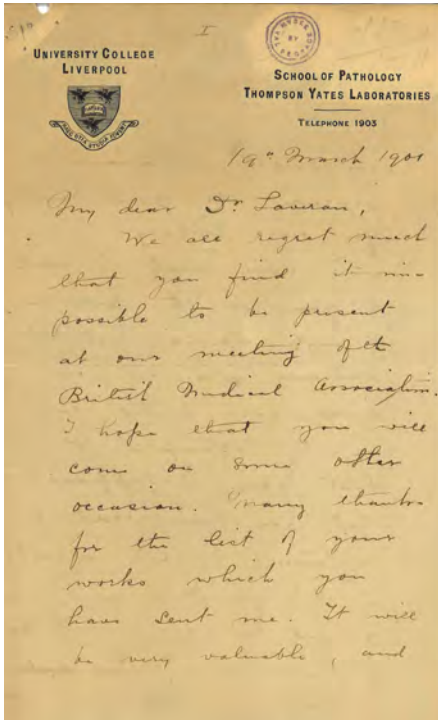 I
UNIVERSITY COLLEGE
LIVERPOOL
SCHOOL OF PATHOLOGY
THOMPSON YATES LABORATORIES
TELEPHONE 1903
19th March 1901
My dear Dr Laveran,
We all regret much
that you find it im-
possible to be present
at our meeting of the
British Medical Association.
I hope that you will
come on some other
occasion. Many thanks
for the list of your
works which you
have sent me. It will
be very valuable, and